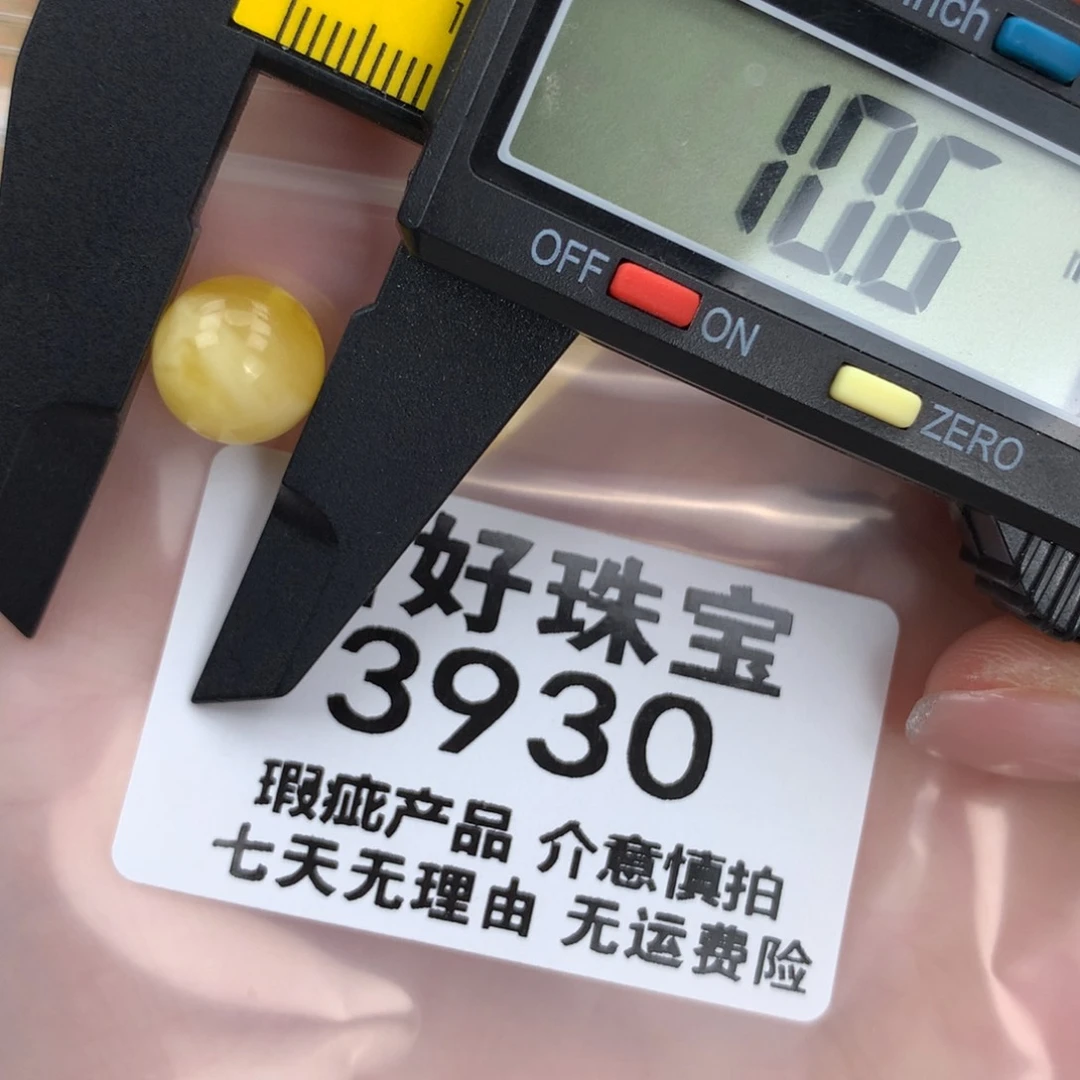 inch
10.6
OFF
ON
ZERO
好珠宝
3930
瑕疵产品 介意慎拍
七天无理由 无运费险